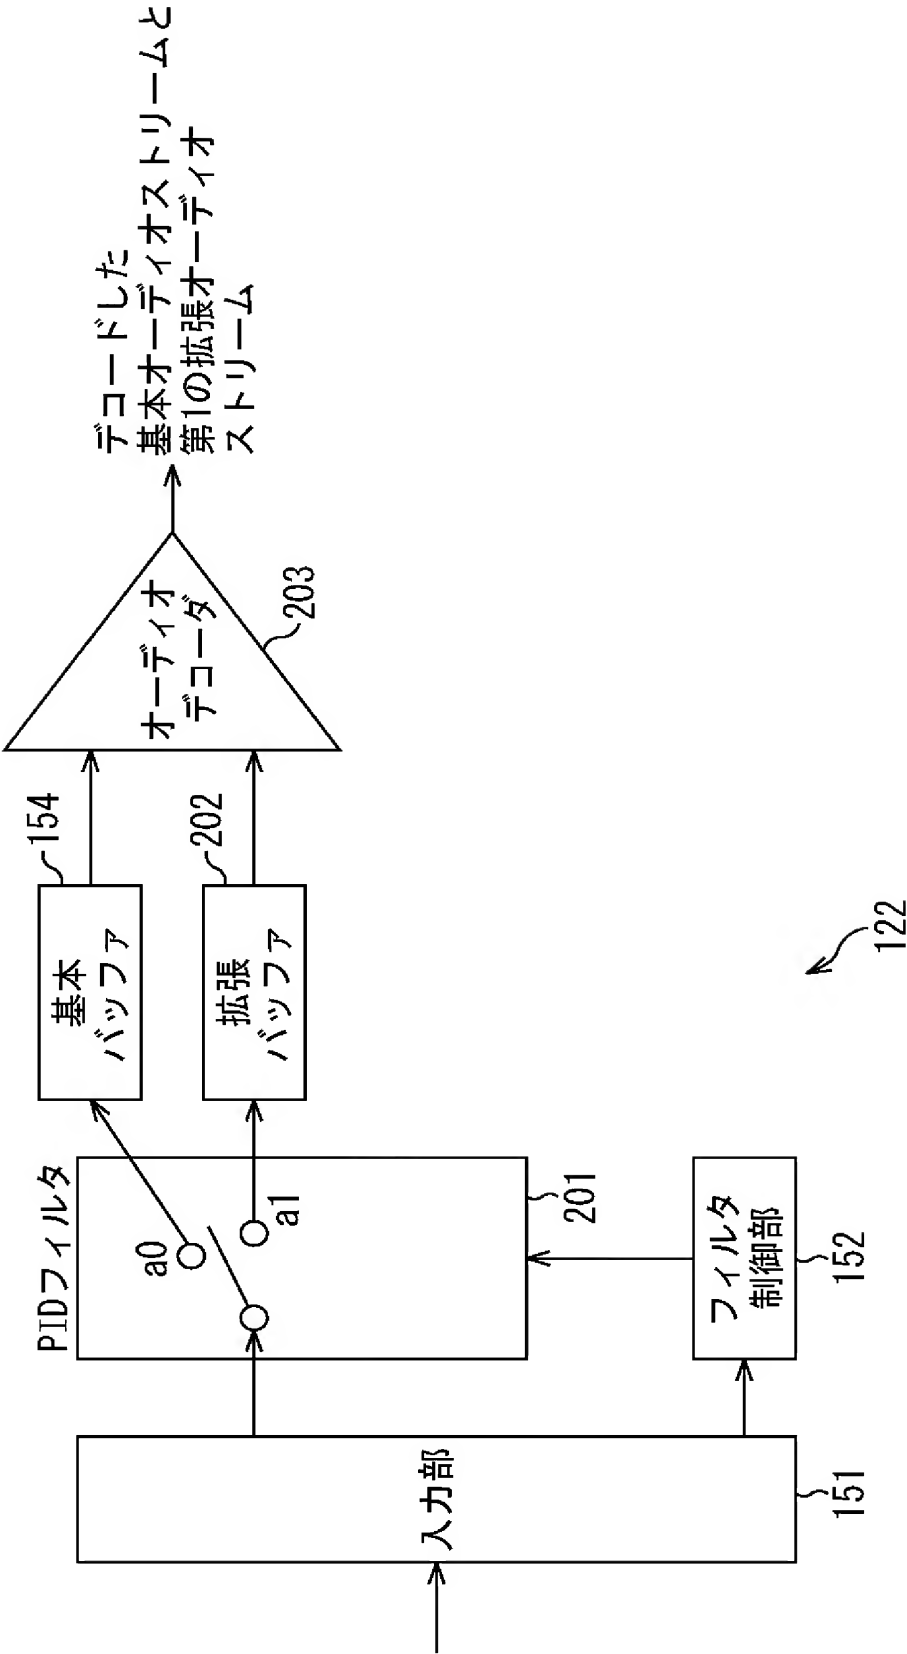 入力部
151
PIDフィルタ
a0
a1
201
フィルタ
制御部
152
基本
バッファ
154
拡張
バッファ
202
オーディオ
デコーダ
203
デコードした
基本オーディオストリームと
第1の拡張オーディオ
ストリーム
122